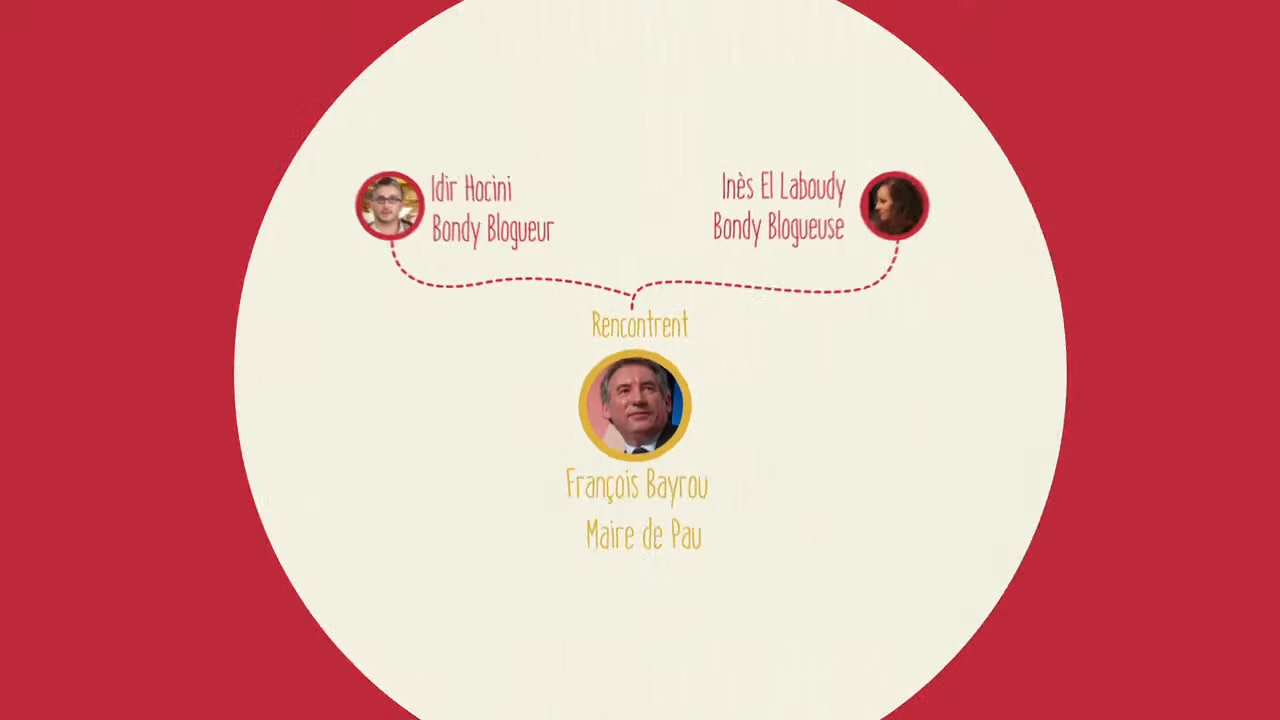 Idir Hocini
Bondy Blogueur
Inès El Laboudy
Bondy Blogueuse
Rencontrent
François Bayrou
Maire de Pau